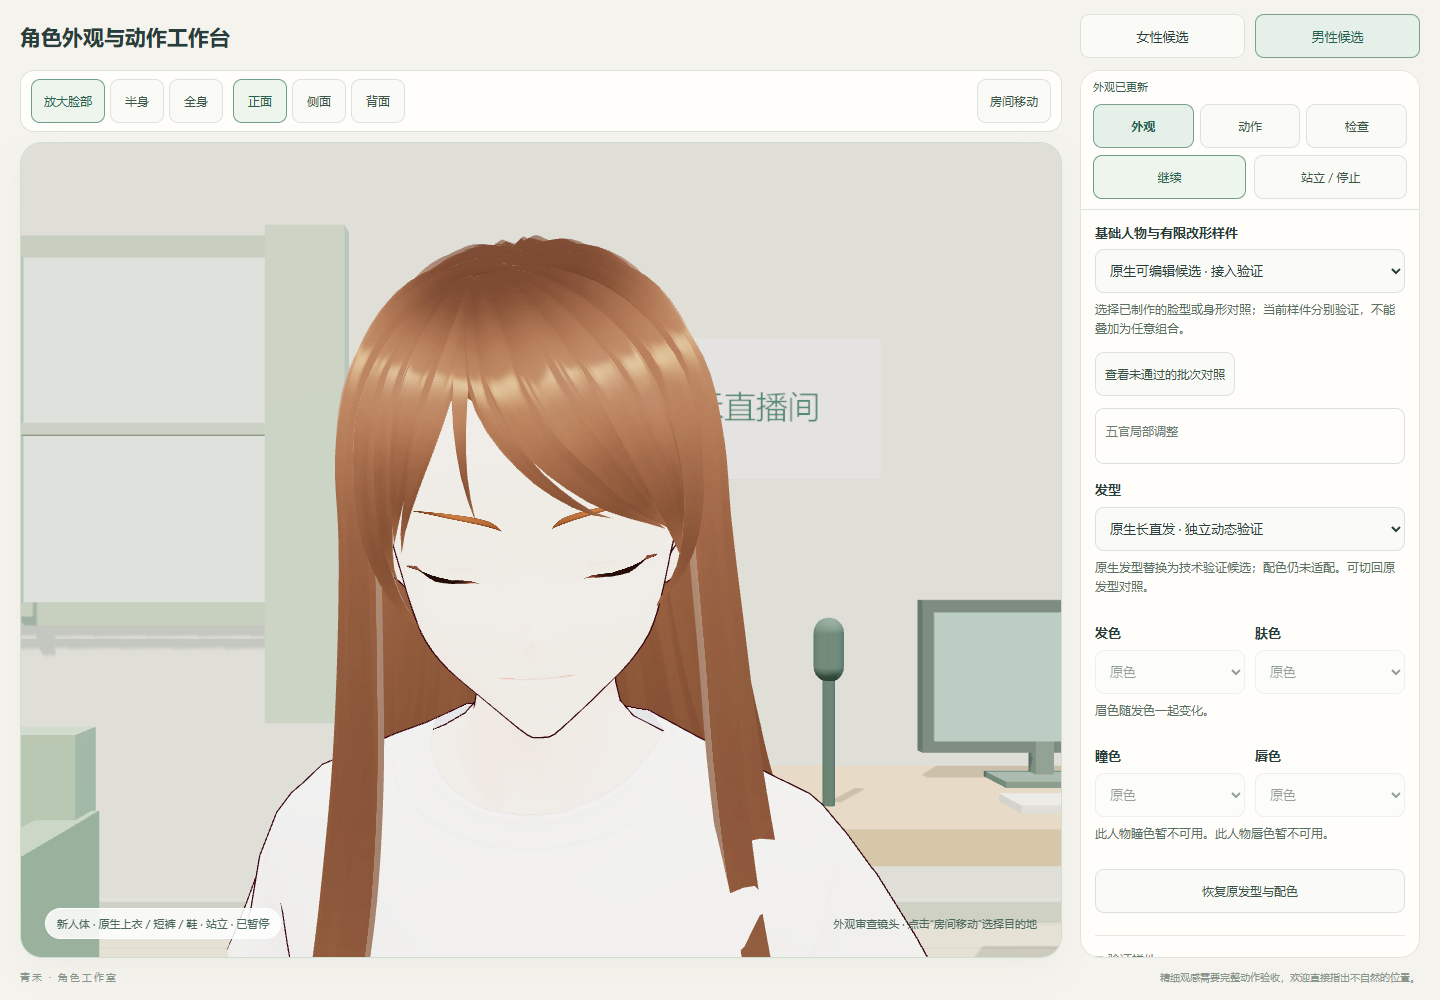 角色外观与动作工作台
女性候选
男性候选
放大脸部
半身
全身
正面
侧面
背面
房间移动
直播间
新人体 · 原生上衣 / 短裤 / 鞋 · 站立 · 已暂停
外观审查镜头 · 点击“房间移动”选择目的地
外观已更新
外观
动作
检查
继续
站立 / 停止
基础人物与有限改形样件
原生可编辑候选 · 接入验证
选择已制作的脸型或身形对照；当前样件分别验证，不能
叠加为任意组合。
查看未通过的批次对照
五官局部调整
发型
原生长直发 · 独立动态验证
原生发型替换为技术验证候选；配色仍未适配。可切回原
发型对照。
发色
肤色
原色
原色
眉色随发色一起变化。
瞳色
唇色
原色
原色
此人物瞳色暂不可用。此人物唇色暂不可用。
恢复原发型与配色
青禾 · 角色工作室
精细观感需要完整动作验收，欢迎直接指出不自然的位置。